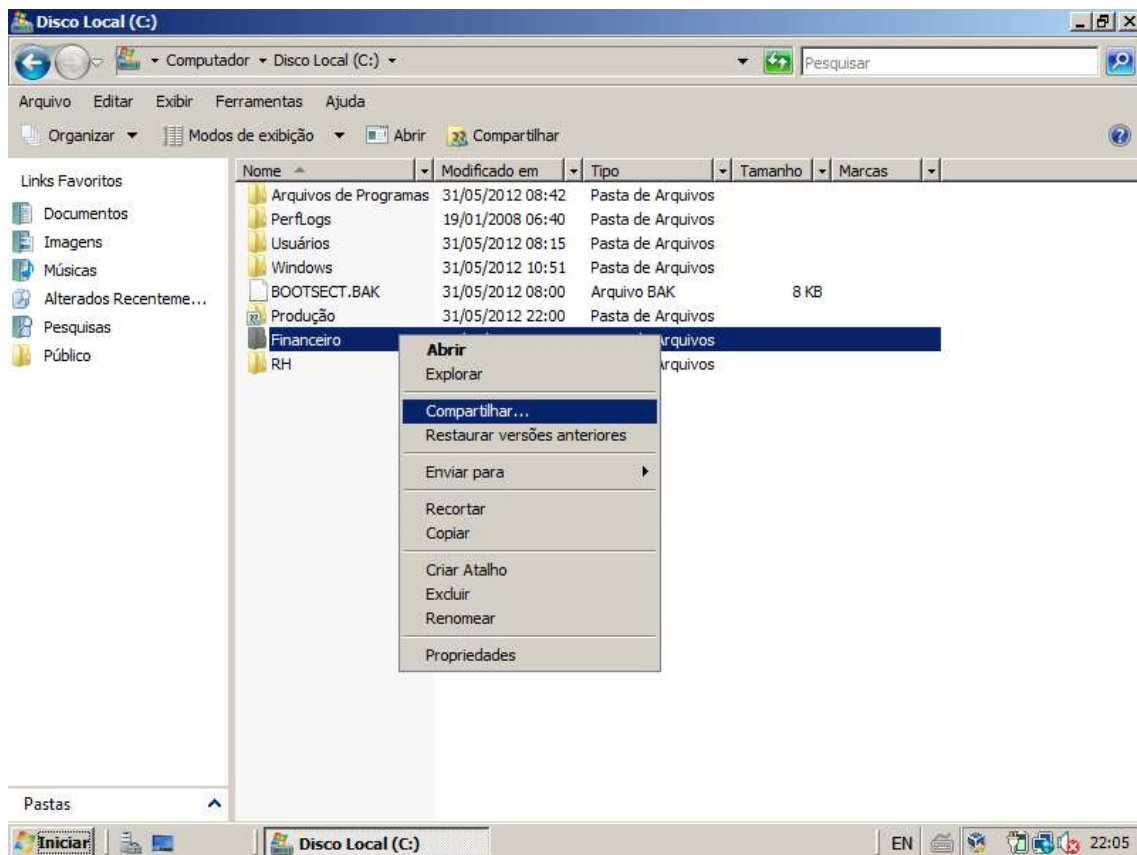 Disco Local (C:)
Computador Disco Local (C:) Pesquisar
Arquivo Editar Exibir Ferramentas Ajuda
Organizar Modos de exibição Abrir Compartilhar
Links Favoritos
Documentos
Imagens
Músicas
Alterados Recenteme...
Pesquisas
Público
Nome Modificado em Tipo Tamanho Marcas
Arquivos de Programas 31/05/2012 08:42 Pasta de Arquivos
PerfLogs 19/01/2008 06:40 Pasta de Arquivos
Usuários 31/05/2012 08:15 Pasta de Arquivos
Windows 31/05/2012 10:51 Pasta de Arquivos
BOOTSECT.BAK 31/05/2012 08:00 Arquivo BAK 8 KB
Produção 31/05/2012 22:00 Pasta de Arquivos
Financeiro Arquivos
RH Arquivos
Abrir
Explorar
Compartilhar...
Restaurar versões anteriores
Enviar para
Recortar
Copiar
Criar Atalho
Excluir
Renomear
Propriedades
Pastas
Iniciar Disco Local (C:) EN 22:05